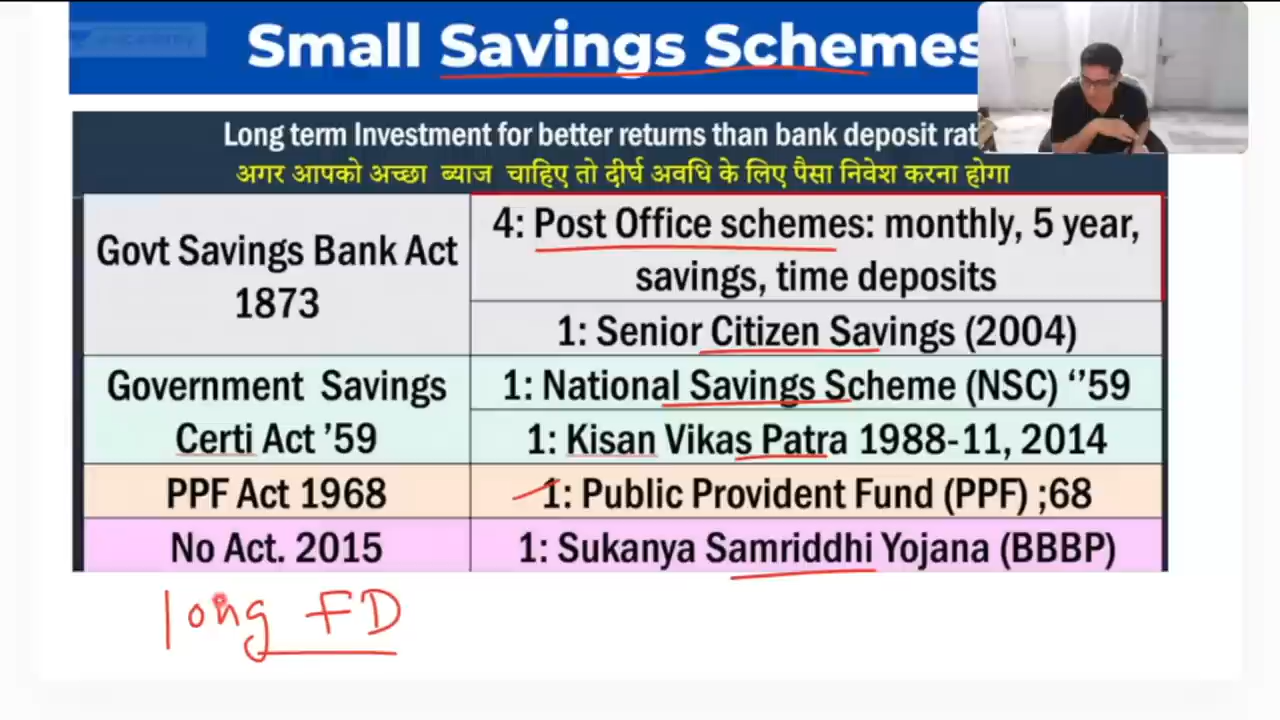 Small Savings Schemes
Long term Investment for better returns than bank deposit
अगर आपको अच्छा ब्याज चाहिए तो दीर्घ अवधि के लिए पैसा निवेश करना होगा
Govt Savings Bank Act
1873
4: Post Office schemes: monthly, 5 year,
savings, time deposits
1: Senior Citizen Savings (2004)
Government Savings
Certi Act ’59
1: National Savings Scheme (NSC) ‘’59
1: Kisan Vikas Patra 1988-11, 2014
PPF Act 1968
1: Public Provident Fund (PPF) ;68
No Act. 2015
1: Sukanya Samriddhi Yojana (BBBP)
long FD